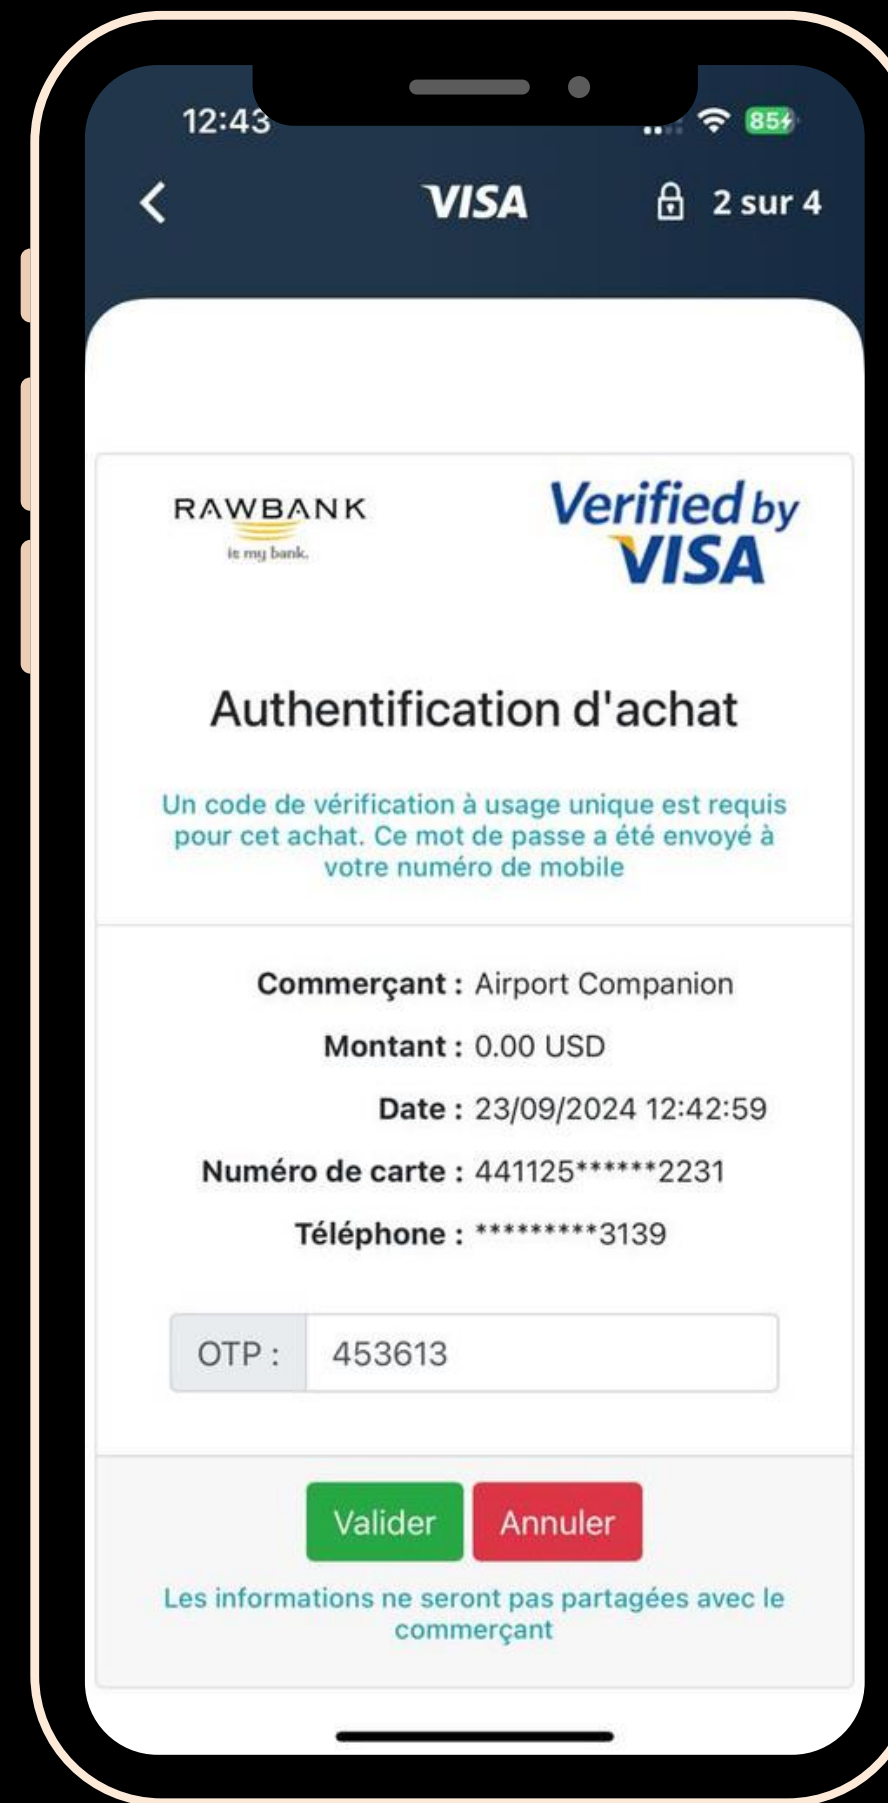 12:43
85
VISA
2 sur 4
RAWBANK
is my bank.
Verified by
VISA
Authentification d'achat
Un code de vérification à usage unique est requis
pour cet achat. Ce mot de passe a été envoyé à
votre numéro de mobile
Commerçant : Airport Companion
Montant : 0.00 USD
Date : 23/09/2024 12:42:59
Numéro de carte : 441125******2231
Téléphone : *********3139
OTP : 453613
Valider
Annuler
Les informations ne seront pas partagées avec le
commerçant